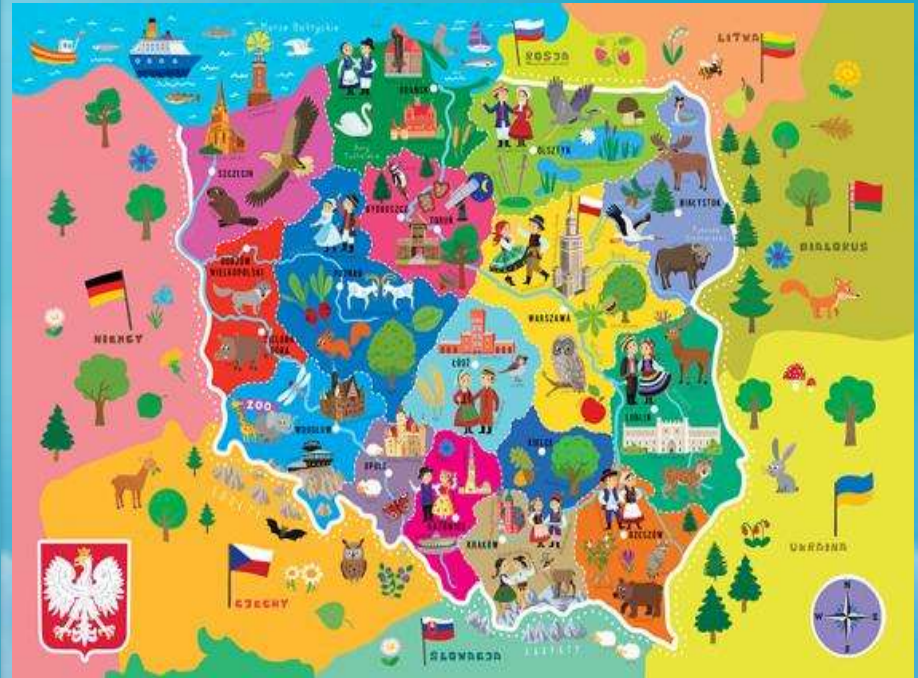 Morze Bałtyckie
ROSJA
LITWA
GDAŃSK
OLSZTYN
SZCZECIN
BIAŁYSTOK
BYDGOSZCZ
TORUŃ
BIAŁORUŚ
GORZÓW
WIELKOPOLSKI
POZNAŃ
NIEMCY
WARSZAWA
ZIELONA
GÓRA
ŁÓDŹ
ZOO
LUBLIN
WROCŁAW
KIELCE
OPOLE
KATOWICE
KRAKÓW
RZESZÓW
UKRAINA
CZECHY
SŁOWACJA
KARPATY
N
W
E
S